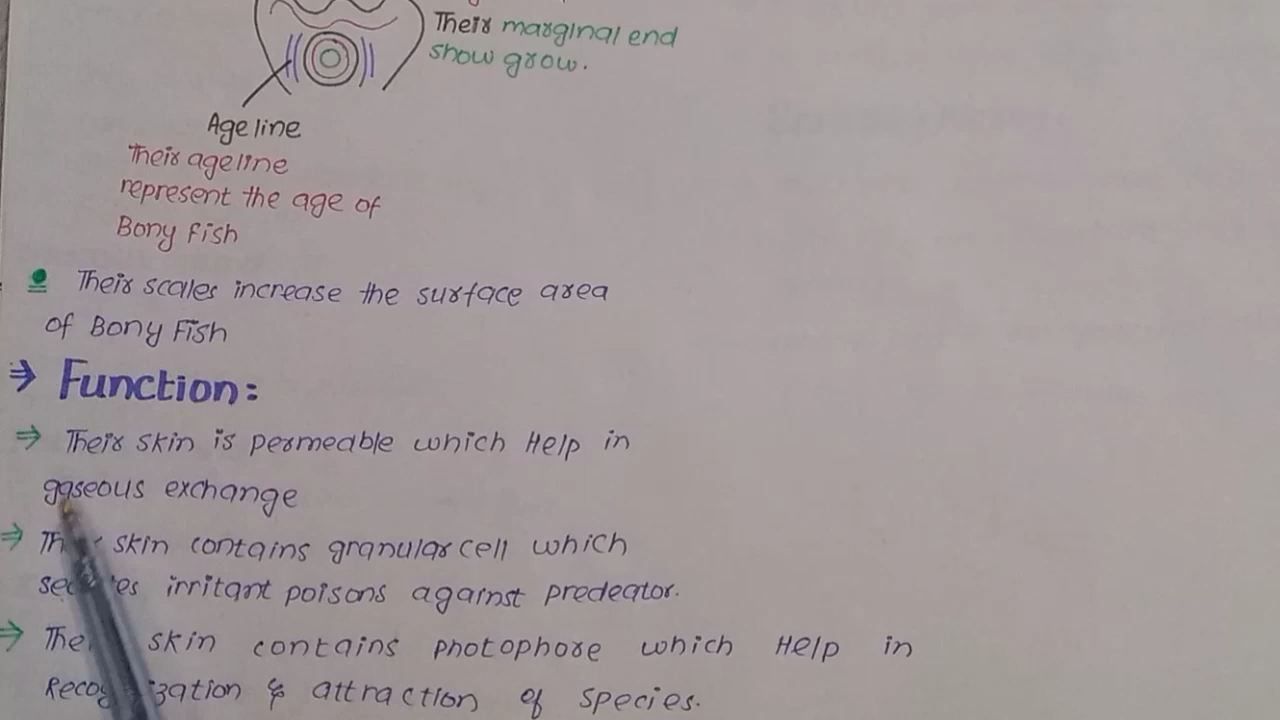 Their marginal end
show grow.
Age line
Their age line
represent the age of
Bony fish
Their scales increase the surface area
of Bony Fish
⇒ Function:
⇒ Their skin is permeable which Help in
gaseous exchange
⇒ skin contains granular cell which
irritant poisons against predeator.
⇒ skin contains photophore which Help in
& attraction of species.